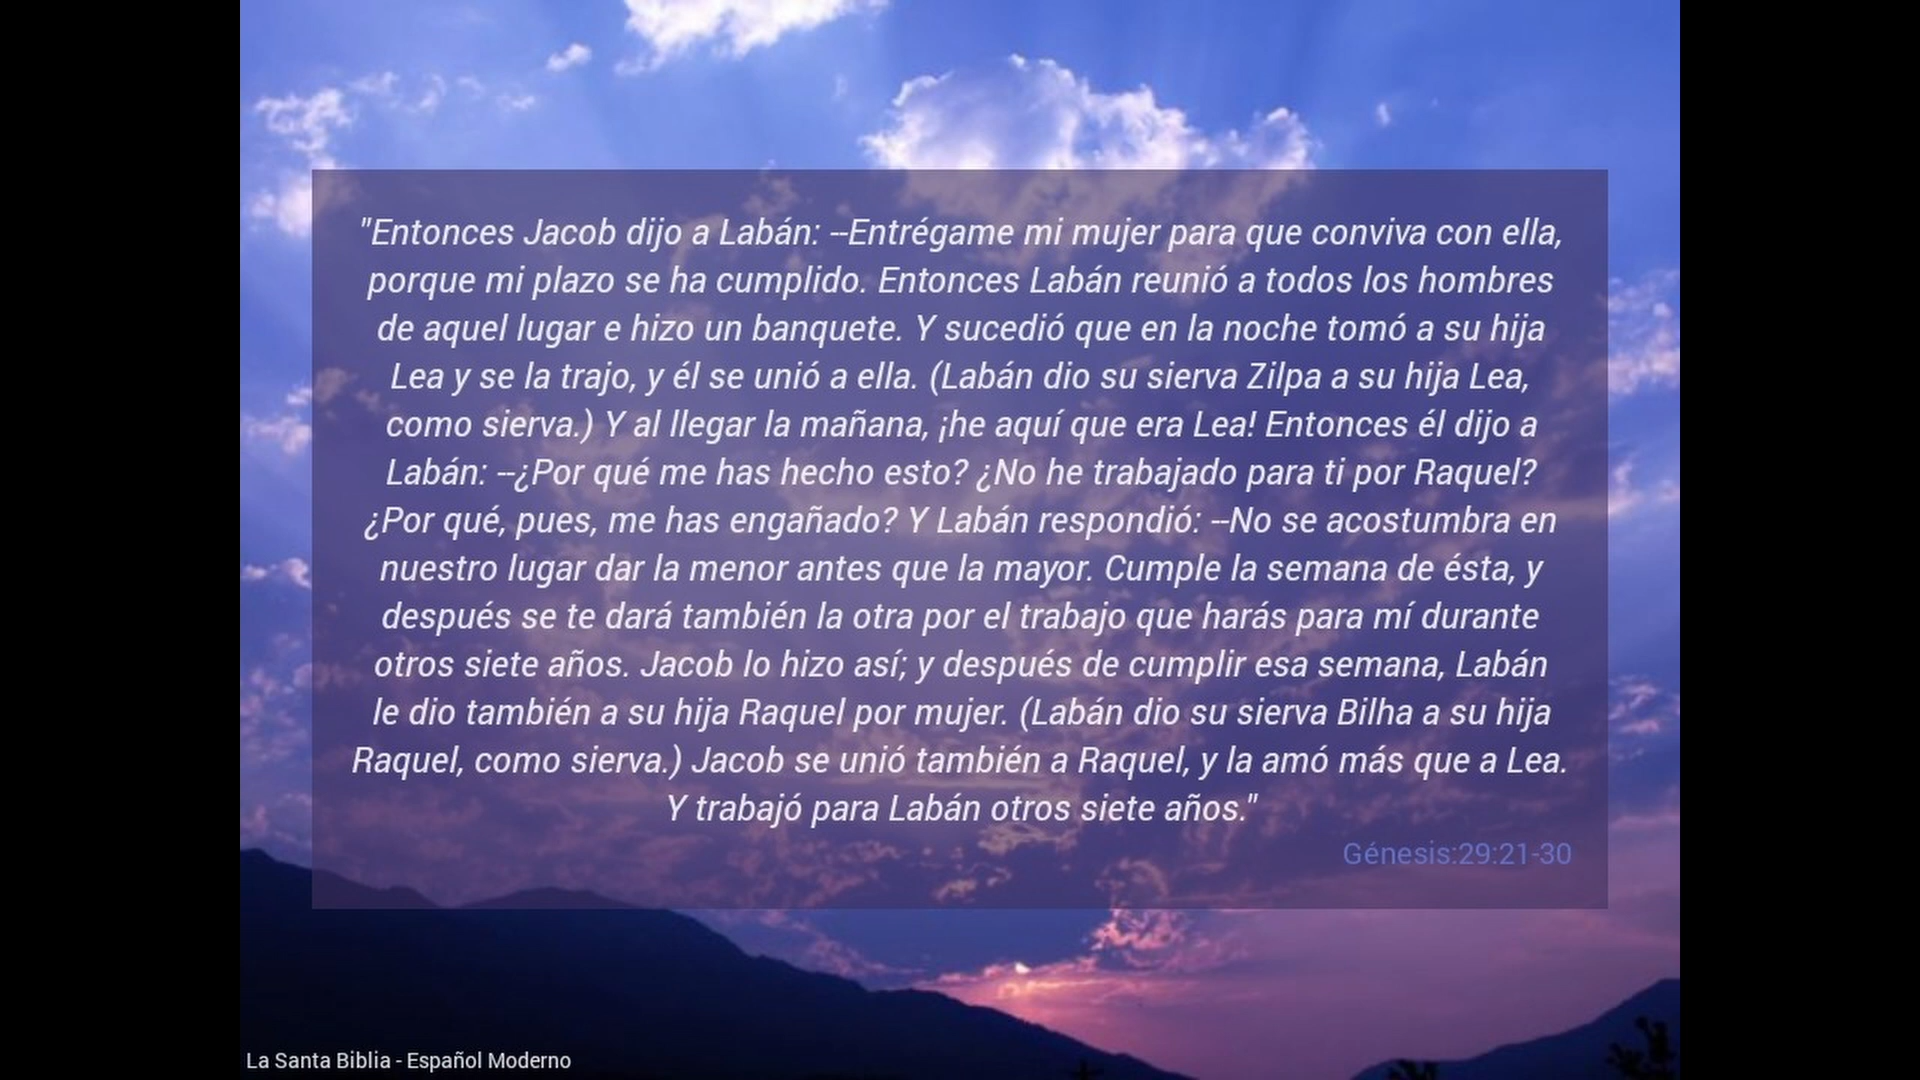 "Entonces Jacob dijo a Labán: --Entrégame mi mujer para que conviva con ella,
porque mi plazo se ha cumplido. Entonces Labán reunió a todos los hombres
de aquel lugar e hizo un banquete. Y sucedió que en la noche tomó a su hija
Lea y se la trajo, y él se unió a ella. (Labán dio su sierva Zilpa a su hija Lea,
como sierva.) Y al llegar la mañana, ¡he aquí que era Lea! Entonces él dijo a
Labán: --¿Por qué me has hecho esto? ¿No he trabajado para ti por Raquel?
¿Por qué, pues, me has engañado? Y Labán respondió: --No se acostumbra en
nuestro lugar dar la menor antes que la mayor. Cumple la semana de ésta, y
después se te dará también la otra por el trabajo que harás para mí durante
otros siete años. Jacob lo hizo así; y después de cumplir esa semana, Labán
le dio también a su hija Raquel por mujer. (Labán dio su sierva Bilha a su hija
Raquel, como sierva.) Jacob se unió también a Raquel, y la amó más que a Lea.
Y trabajó para Labán otros siete años."
Génesis:29:21-30
La Santa Biblia - Español Moderno